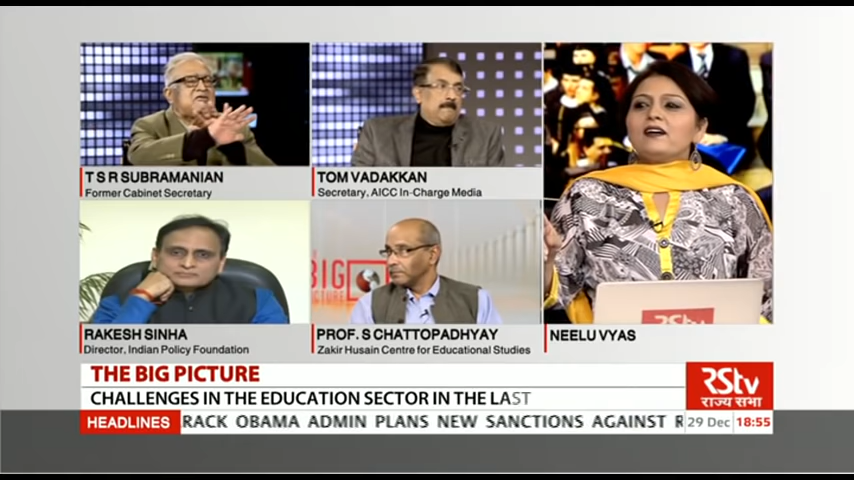 T S R SUBRAMANIAN
Former Cabinet Secretary
TOM VADAKKAN
Secretary, AICC In-Charge Media
BIG
RAKESH SINHA
Director, Indian Policy Foundation
PROF. S CHATTOPADHYAY
Zakir Husain Centre for Educational Studies
RSTV
NEELU VYAS
THE BIG PICTURE
CHALLENGES IN THE EDUCATION SECTOR IN THE LAST
RSTV
राज्य सभा
HEADLINES RACK OBAMA ADMIN PLANS NEW SANCTIONS AGAINST R 29 Dec 18:55